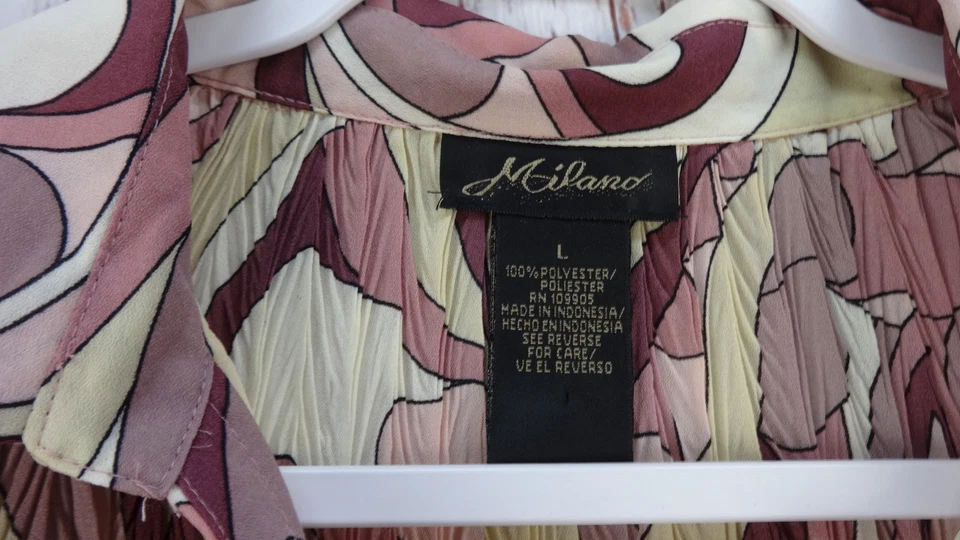 Milano
L
100% POLYESTER/
POLIESTER
RN 109905
MADE IN INDONESIA/
HECHO EN INDONESIA
SEE REVERSE
FOR CARE/
VE EL REVERSO